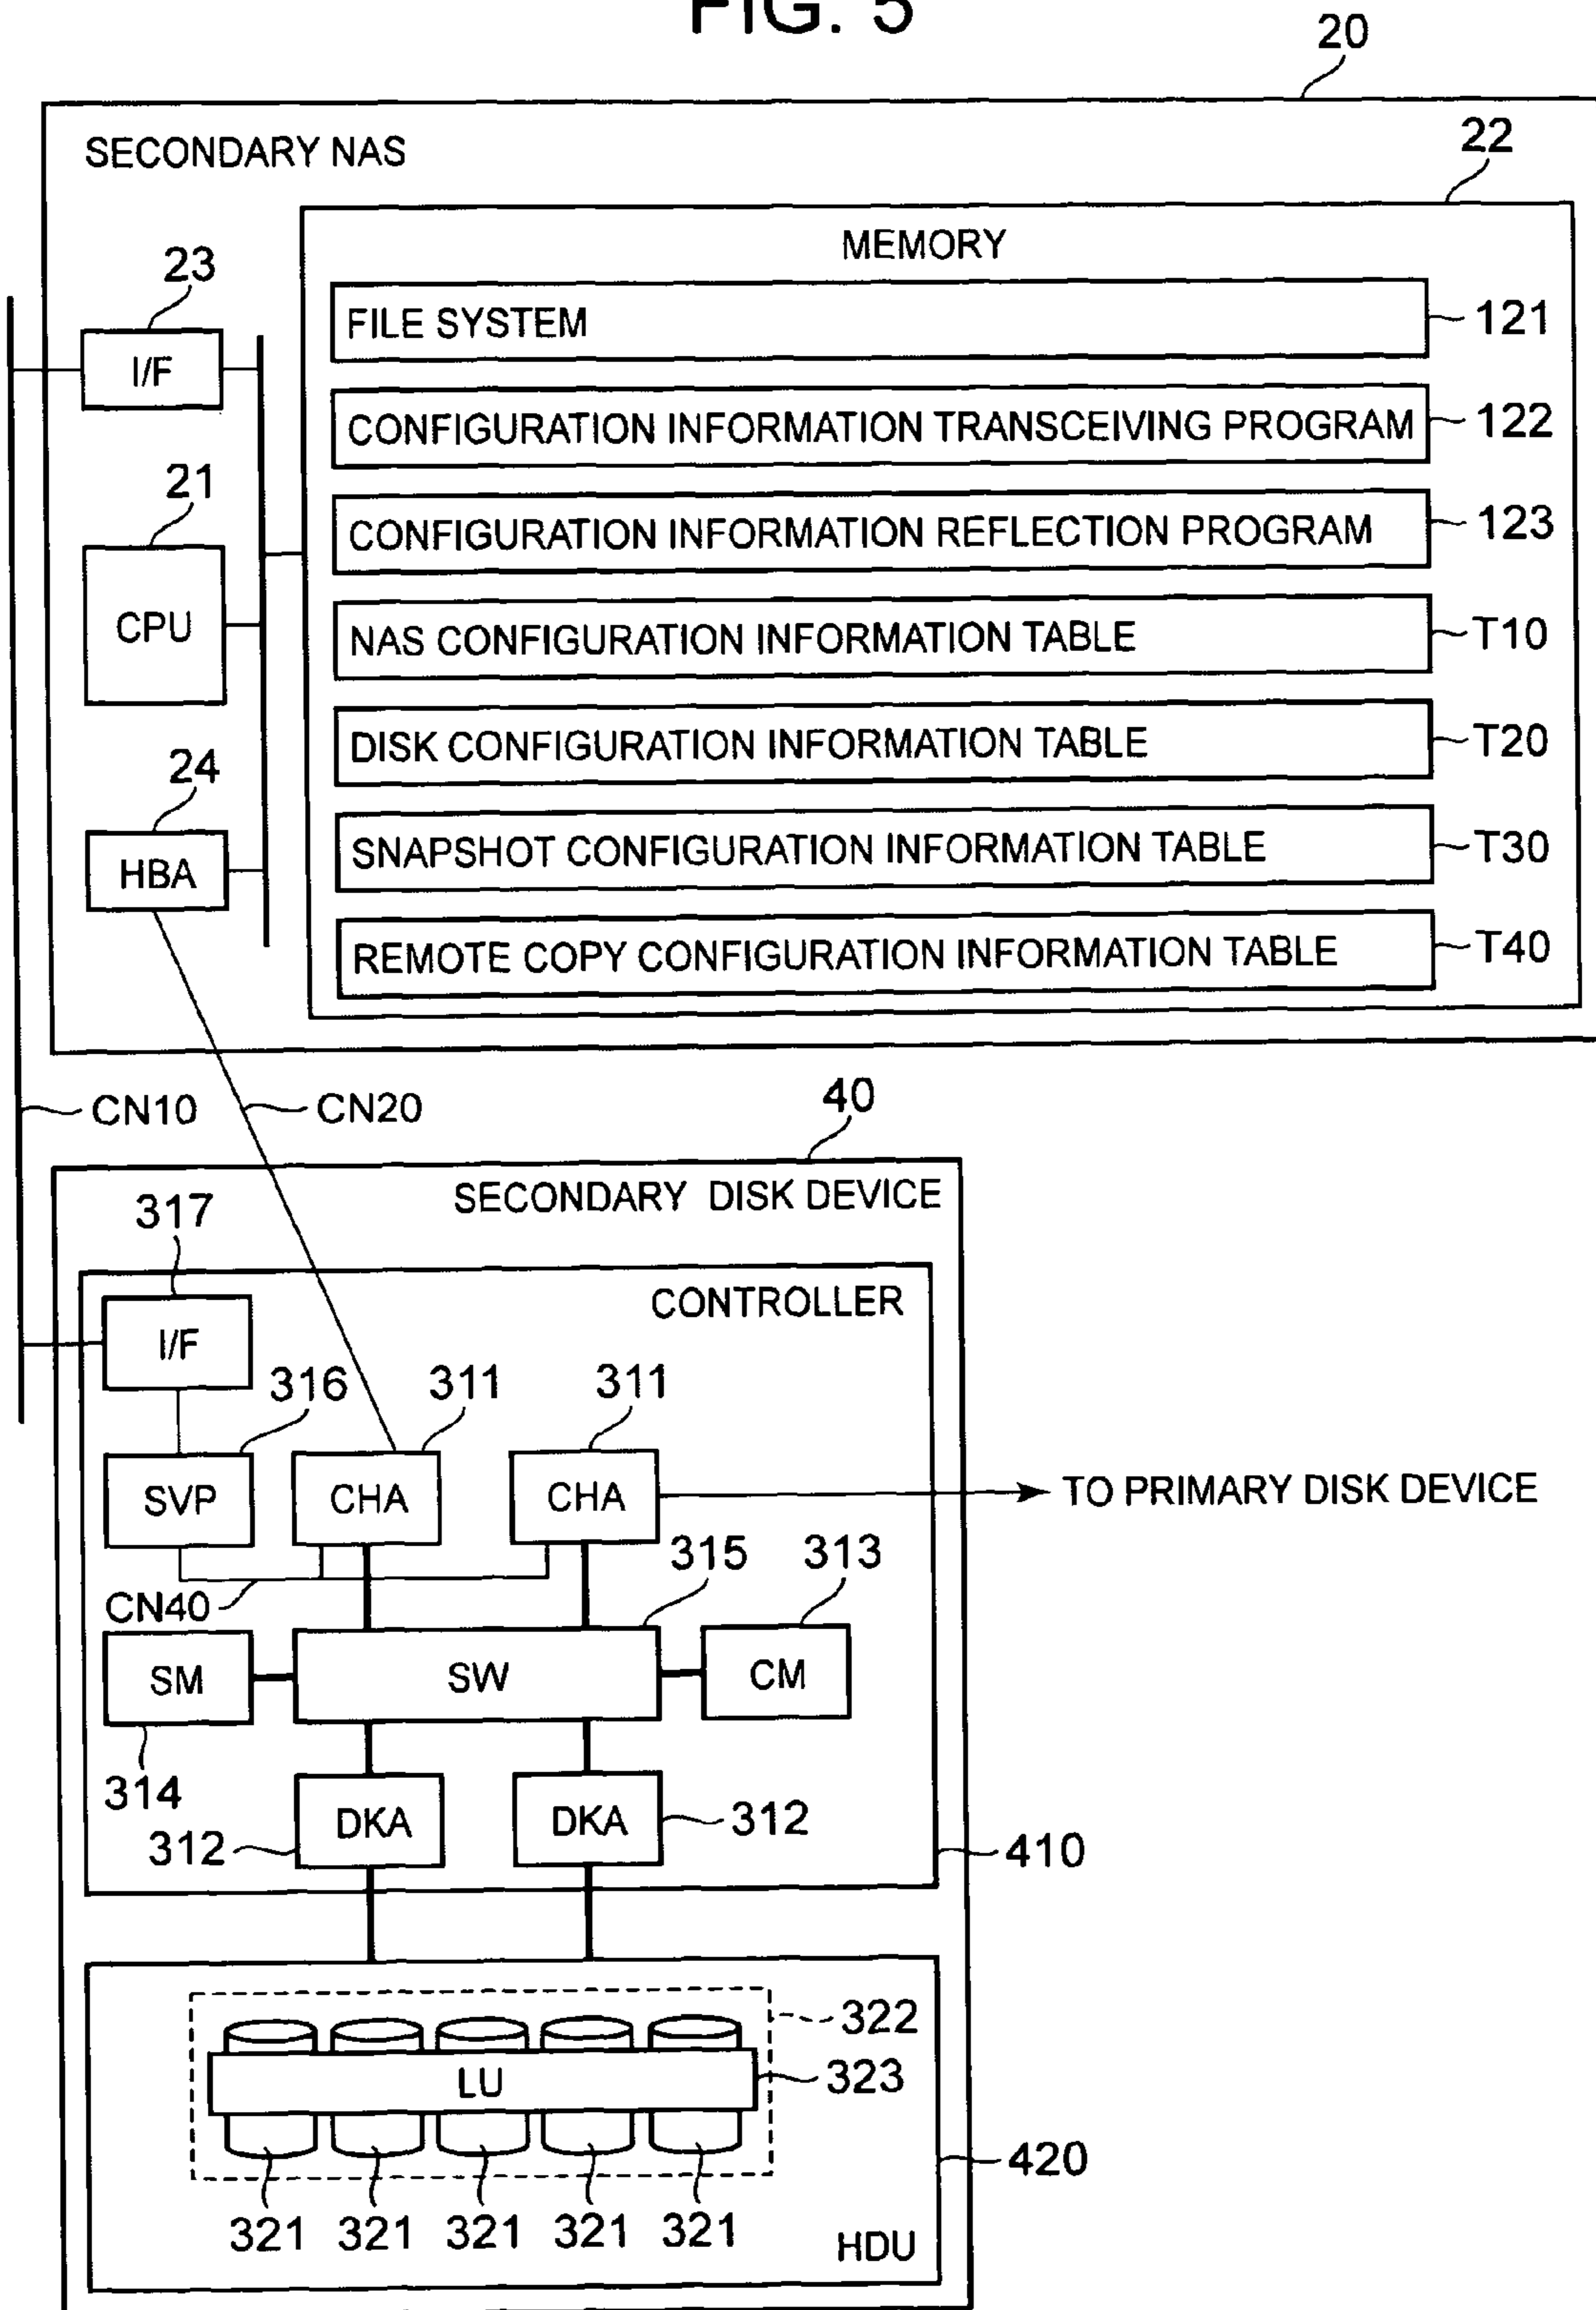 FIG. 5
20
SECONDARY NAS
22
MEMORY
23
I/F
FILE SYSTEM
121
CONFIGURATION INFORMATION TRANSCEIVING PROGRAM
122
21
CPU
CONFIGURATION INFORMATION REFLECTION PROGRAM
123
NAS CONFIGURATION INFORMATION TABLE
T10
DISK CONFIGURATION INFORMATION TABLE
T20
24
HBA
SNAPSHOT CONFIGURATION INFORMATION TABLE
T30
REMOTE COPY CONFIGURATION INFORMATION TABLE
T40
CN10
CN20
40
SECONDARY DISK DEVICE
317
CONTROLLER
I/F
316
311
311
SVP
CHA
CHA
TO PRIMARY DISK DEVICE
315
313
CN40
SM
SW
CM
314
DKA
DKA
312
312
410
322
LU
323
420
321
321
321
321
321
HDU